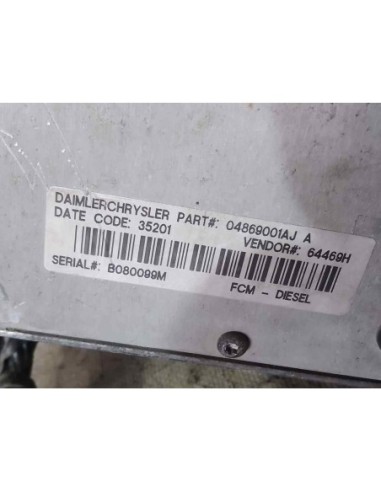 DAIMLERCHRYSLER PART#: 04869001AJ A
DATE CODE: 35201 VENDOR#: 64469H
SERIAL#: B080099M FCM - DIESEL